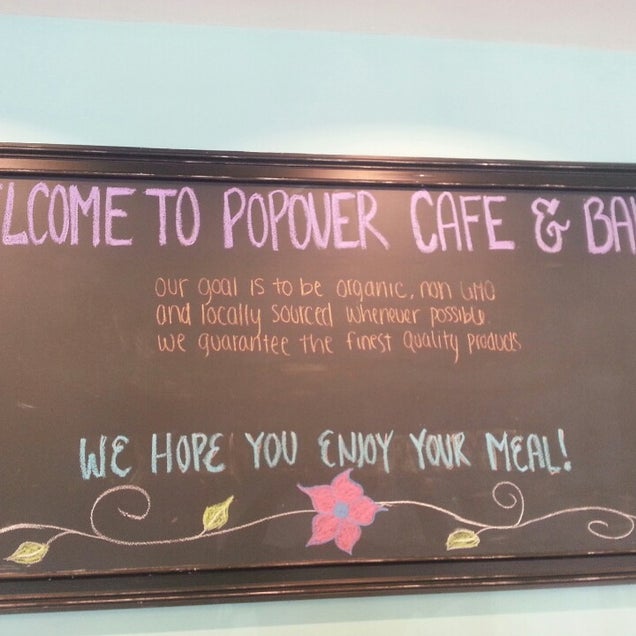 LCOME TO POPOVER CAFE & BA
our goal is to be organic, non GMO
and locally sourced whenever possible
we guarantee the finest quality products
WE HOPE YOU ENJOY YOUR MEAL!